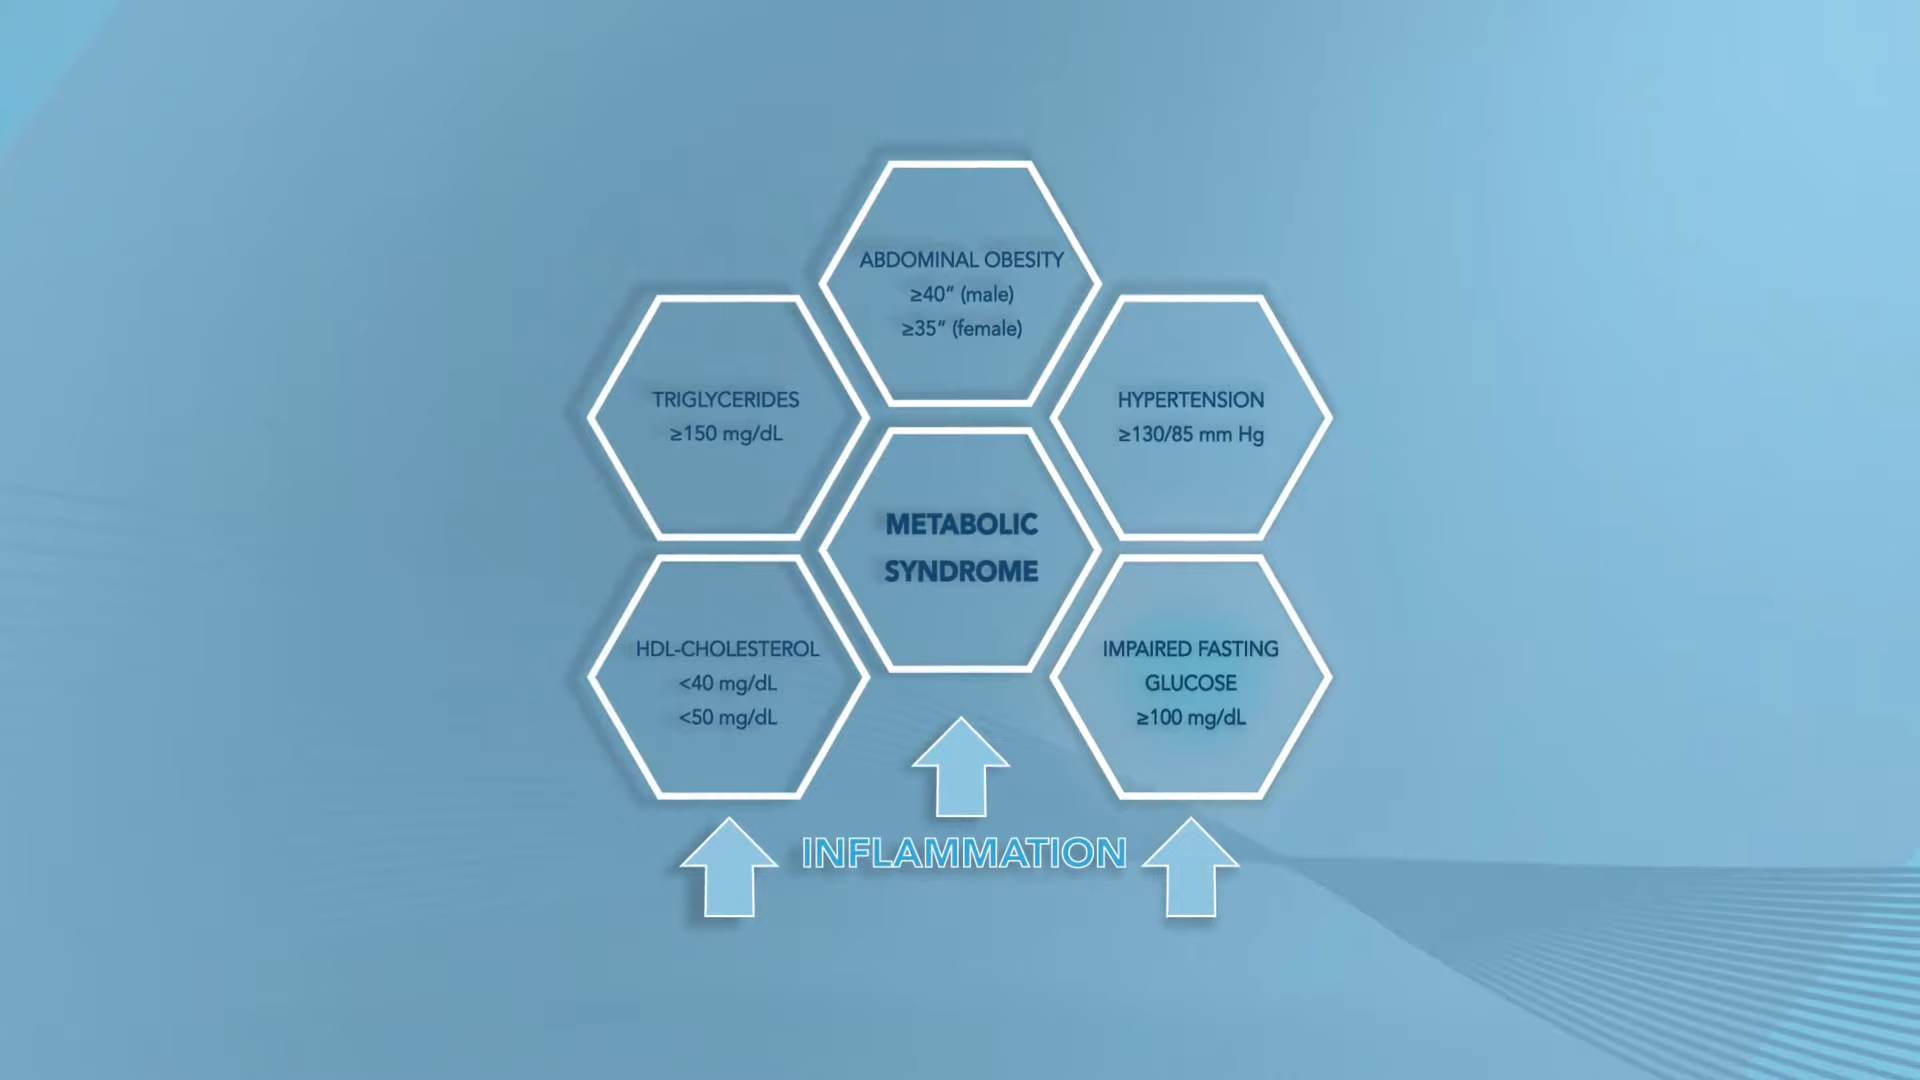 ABDOMINAL OBESITY
≥40” (male)
≥35” (female)
TRIGLYCERIDES
≥150 mg/dL
HYPERTENSION
≥130/85 mm Hg
METABOLIC
SYNDROME
HDL-CHOLESTEROL
<40 mg/dL
<50 mg/dL
IMPAIRED FASTING
GLUCOSE
≥100 mg/dL
INFLAMMATION